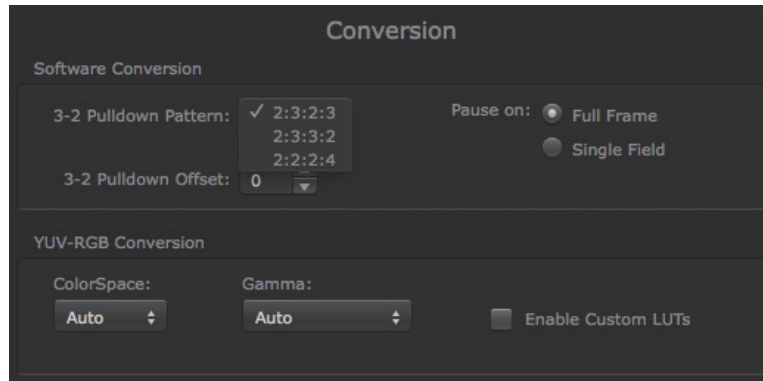 Conversion
Software Conversion
3-2 Pulldown Pattern:
✓ 2:3:2:3
2:3:3:2
2:2:2:4
Pause on:
Full Frame
Single Field
3-2 Pulldown Offset:
0
YUV-RGB Conversion
ColorSpace:
Gamma:
Auto
Auto
Enable Custom LUTs